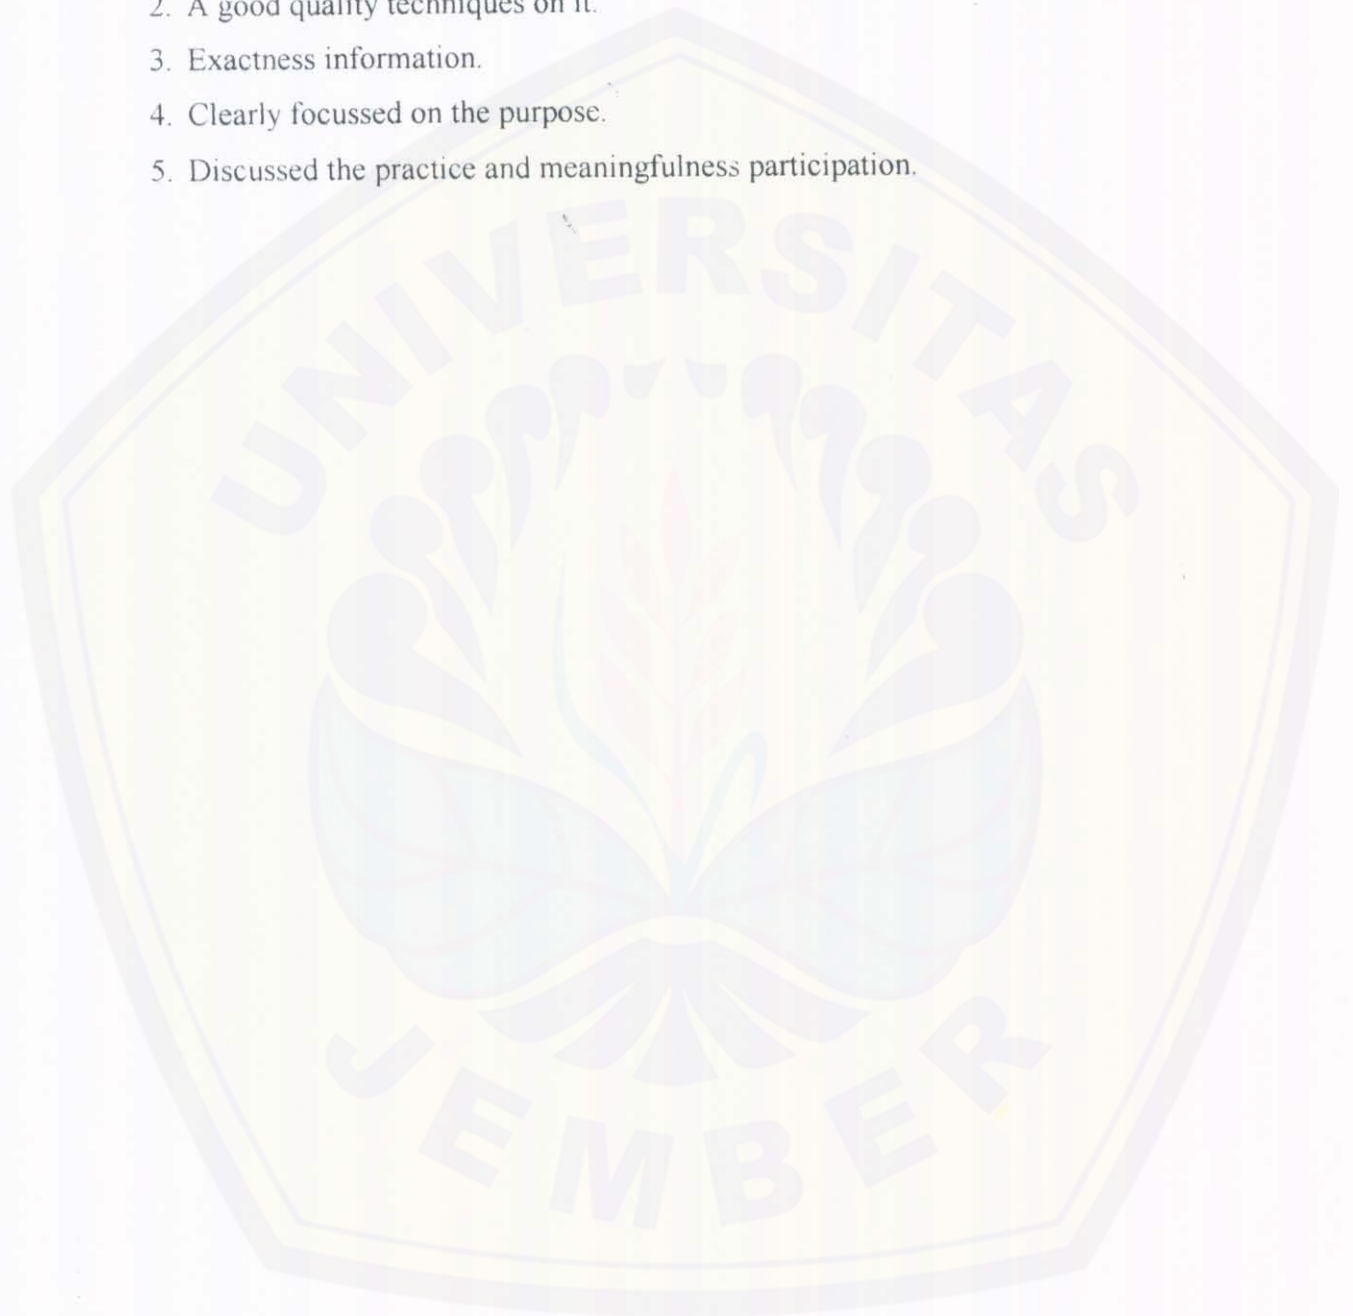 2. A good quality techniques on it.
3. Exactness information.
4. Clearly focussed on the purpose.
5. Discussed the practice and meaningfulness participation.
UNIVERSITAS
JEMBER